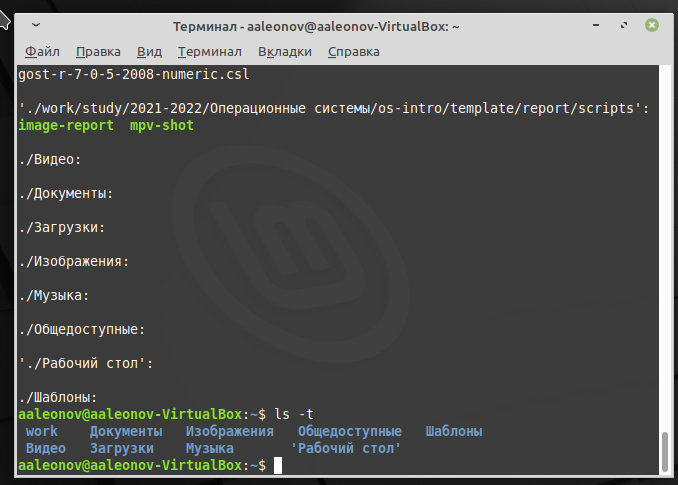 Терминал - aaleonov@aaleonov-VirtualBox: ~
Файл Правка Вид Терминал Вкладки Справка
gost-r-7-0-5-2008-numeric.csl
'./work/study/2021-2022/Операционные системы/os-intro/template/report/scripts':
image-report mpv-shot
./Видео:
./Документы:
./Загрузки:
./Изображения:
./Музыка:
./Общедоступные:
'./Рабочий стол':
./Шаблоны:
aaleonov@aaleonov-VirtualBox:~$ ls -t
work Документы Изображения Общедоступные Шаблоны
Видео Загрузки Музыка 'Рабочий стол'
aaleonov@aaleonov-VirtualBox:~$